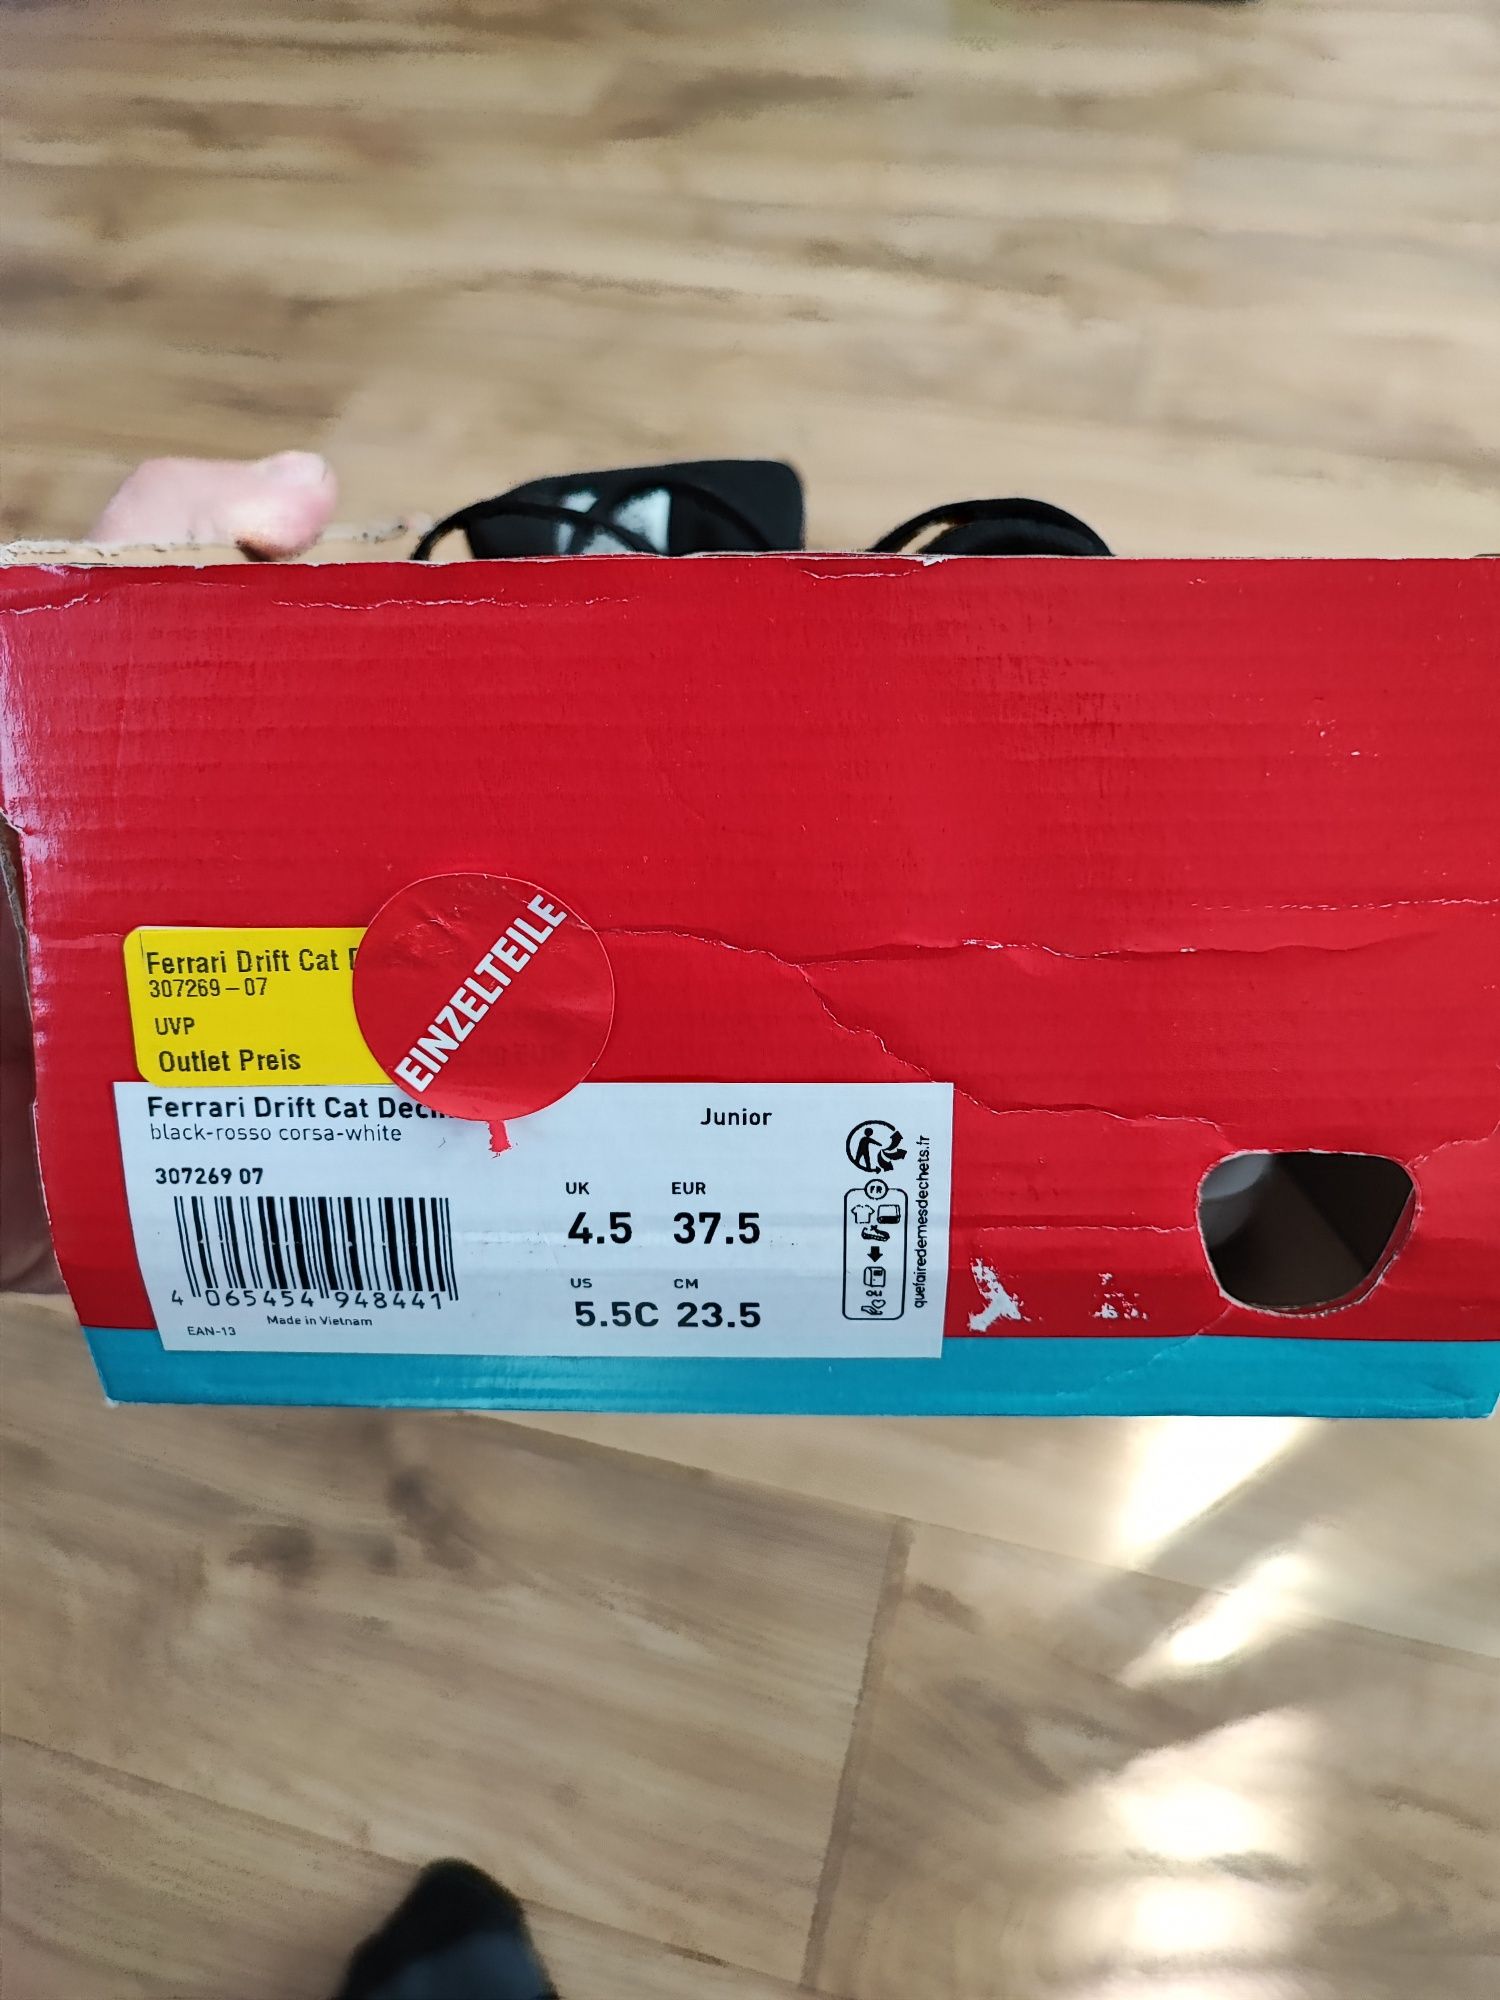 EINZELTEILE
Ferrari Drift Cat
307269-07
UVP
Outlet Preis
Ferrari Drift Cat
Junior
black-rosso corsa-white
307269 07
UK EUR
4.5 37.5
US CM
5.5C 23.5
4 065454 948441
EAN-13 Made in Vietnam
FR
quefairedemesdechets.fr